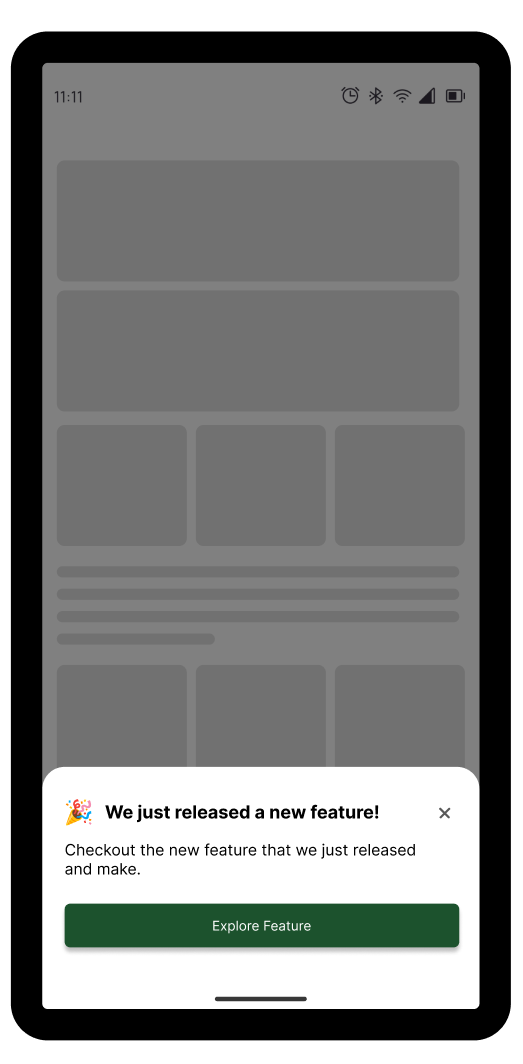 11:11
We just released a new feature!
Checkout the new feature that we just released
and make.
Explore Feature